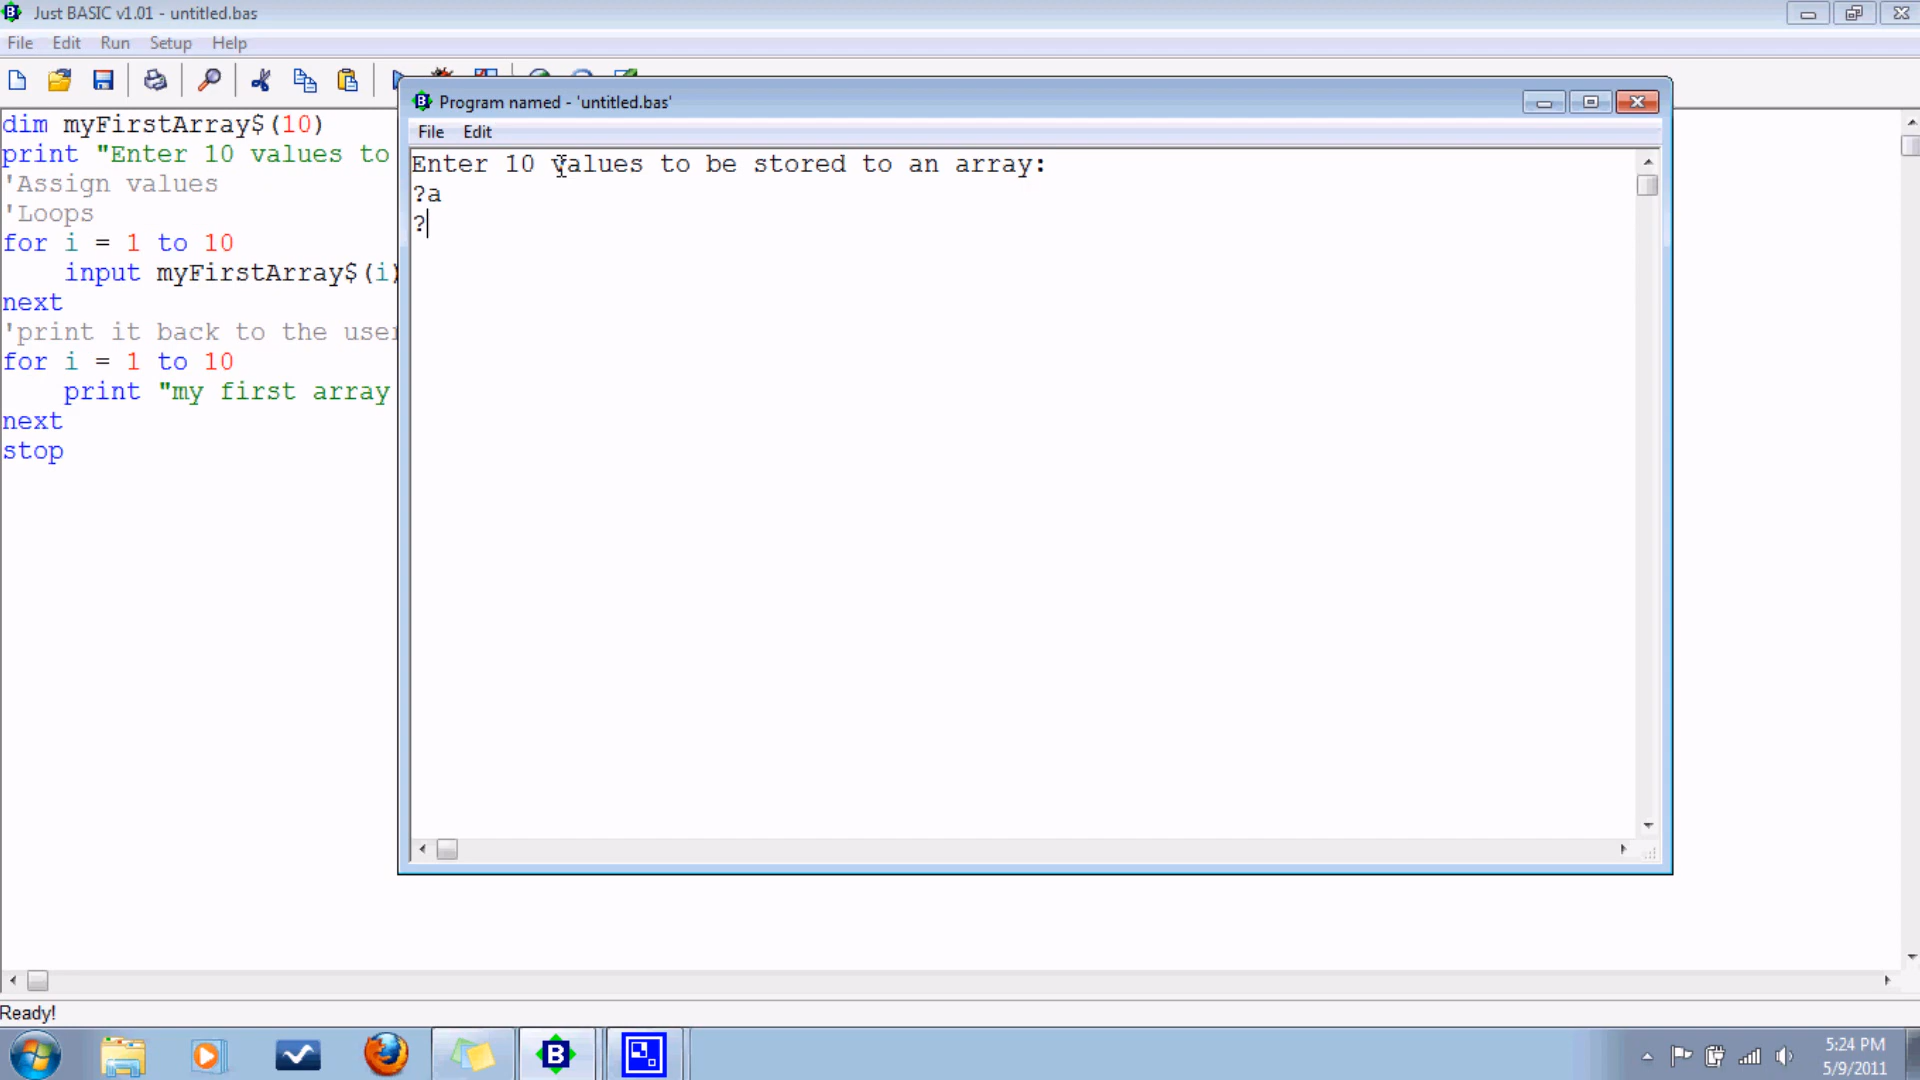 Just BASIC v1.01 - untitled.bas
File Edit Run Setup Help
dim myFirstArray$(10)
print "Enter 10 values to
'Assign values
'Loops
for i = 1 to 10
input myFirstArray$(i)
next
'print it back to the user
for i = 1 to 10
print "my first array
next
stop
Program named - 'untitled.bas'
File Edit
Enter 10 values to be stored to an array:
?a
?
Ready!
5:24 PM
5/9/2011